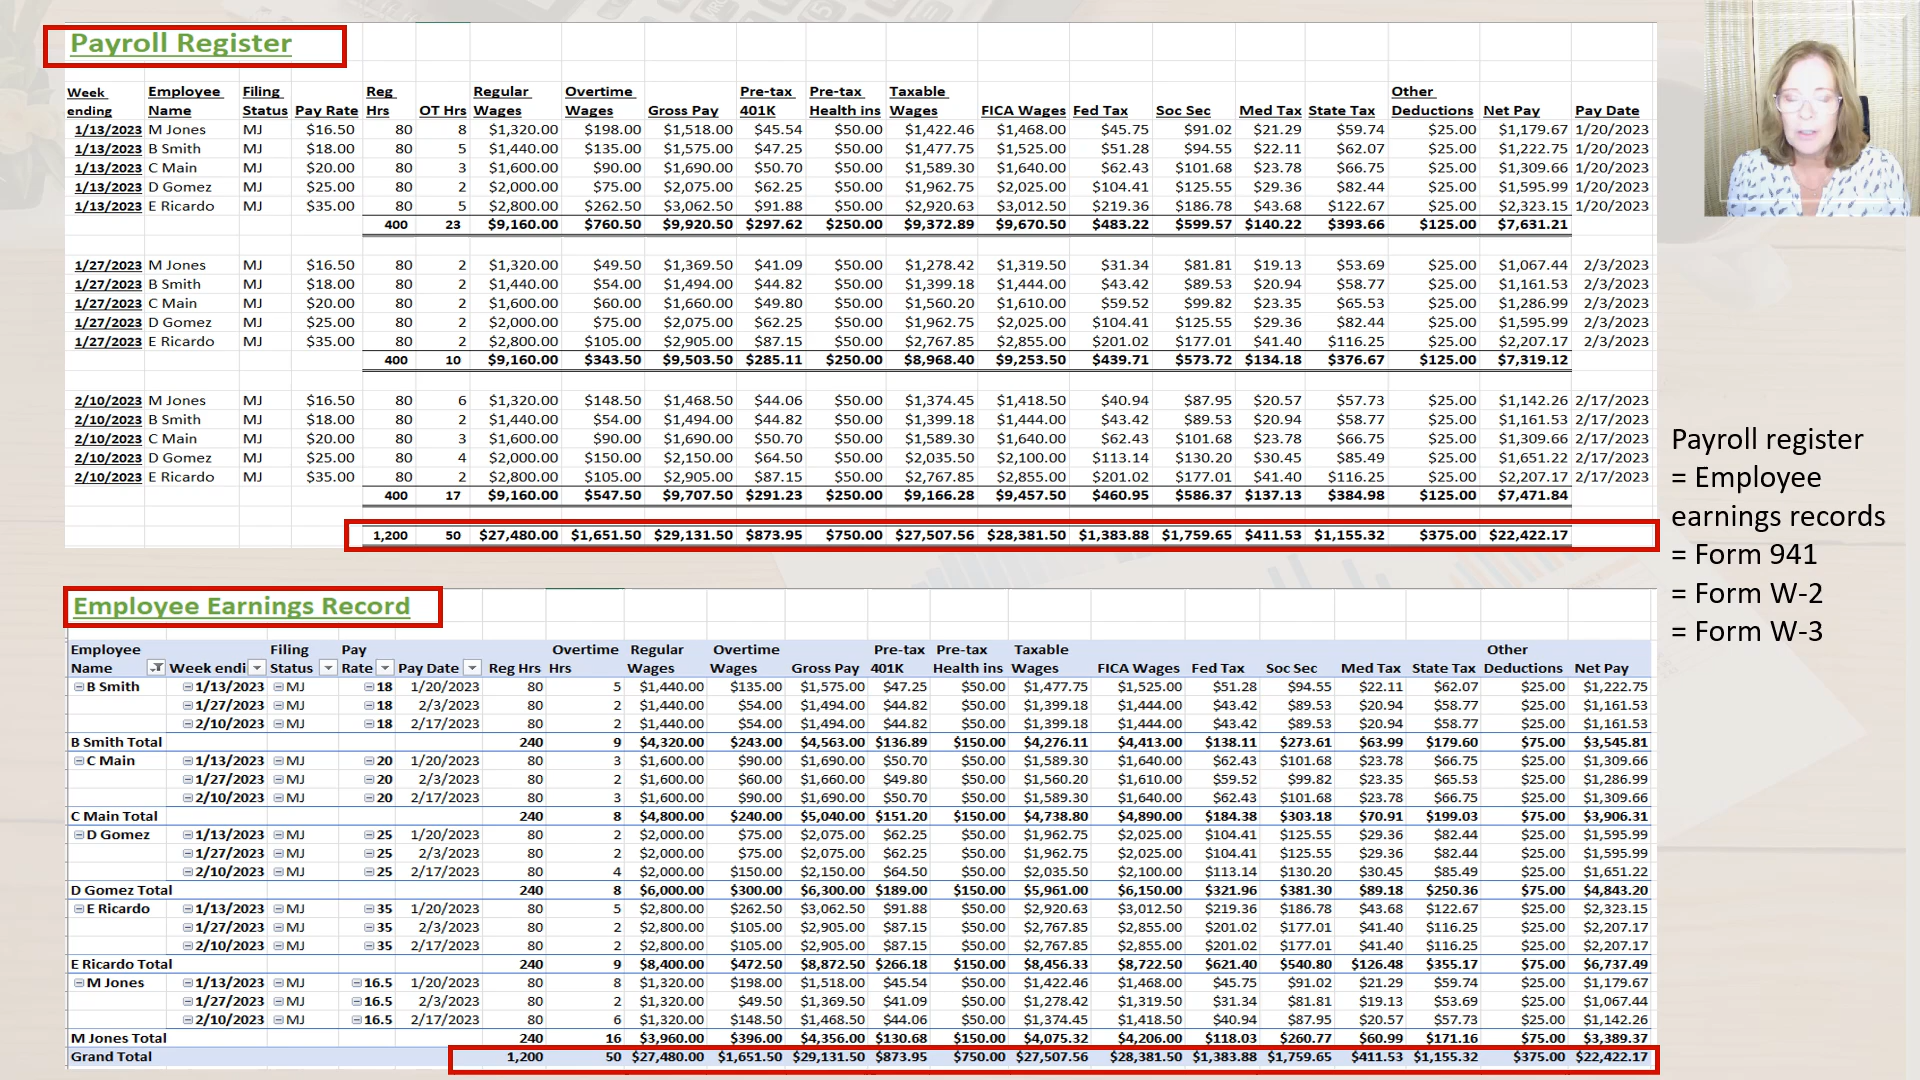 Payroll Register
Week ending Employee Name Filing Status Pay Rate Reg Hrs OT Hrs Regular Wages Overtime Wages Gross Pay Pre-tax 401K Pre-tax Health ins Taxable Wages FICA Wages Fed Tax Soc Sec Med Tax State Tax Other Deductions Net Pay Pay Date
1/13/2023 M Jones MJ $16.50 80 8 $1,320.00 $198.00 $1,518.00 $45.54 $50.00 $1,422.46 $1,468.00 $45.75 $91.02 $21.29 $59.74 $25.00 $1,179.67 1/20/2023
1/13/2023 B Smith MJ $18.00 80 5 $1,440.00 $135.00 $1,575.00 $47.25 $50.00 $1,477.75 $1,525.00 $51.28 $94.55 $22.11 $62.07 $25.00 $1,222.75 1/20/2023
1/13/2023 C Main MJ $20.00 80 3 $1,600.00 $90.00 $1,690.00 $50.70 $50.00 $1,589.30 $1,640.00 $62.43 $101.68 $23.78 $66.75 $25.00 $1,309.66 1/20/2023
1/13/2023 D Gomez MJ $25.00 80 2 $2,000.00 $75.00 $2,075.00 $62.25 $50.00 $1,962.75 $2,025.00 $104.41 $125.55 $29.36 $82.44 $25.00 $1,595.99 1/20/2023
1/13/2023 E Ricardo MJ $35.00 80 5 $2,800.00 $262.50 $3,062.50 $91.88 $50.00 $2,920.63 $3,012.50 $219.36 $186.78 $43.68 $122.67 $25.00 $2,323.15 1/20/2023
400 23 $9,160.00 $760.50 $9,920.50 $297.62 $250.00 $9,372.89 $9,670.50 $483.22 $599.57 $140.22 $393.66 $125.00 $7,631.21
1/27/2023 M Jones MJ $16.50 80 2 $1,320.00 $49.50 $1,369.50 $41.09 $50.00 $1,278.42 $1,319.50 $31.34 $81.81 $19.13 $53.69 $25.00 $1,067.44 2/3/2023
1/27/2023 B Smith MJ $18.00 80 2 $1,440.00 $54.00 $1,494.00 $44.82 $50.00 $1,399.18 $1,444.00 $43.42 $89.53 $20.94 $58.77 $25.00 $1,161.53 2/3/2023
1/27/2023 C Main MJ $20.00 80 2 $1,600.00 $60.00 $1,660.00 $49.80 $50.00 $1,560.20 $1,610.00 $59.52 $99.82 $23.35 $65.53 $25.00 $1,286.99 2/3/2023
1/27/2023 D Gomez MJ $25.00 80 2 $2,000.00 $75.00 $2,075.00 $62.25 $50.00 $1,962.75 $2,025.00 $104.41 $125.55 $29.36 $82.44 $25.00 $1,595.99 2/3/2023
1/27/2023 E Ricardo MJ $35.00 80 2 $2,800.00 $105.00 $2,905.00 $87.15 $50.00 $2,767.85 $2,855.00 $201.02 $177.01 $41.40 $116.25 $25.00 $2,207.17 2/3/2023
400 10 $9,160.00 $343.50 $9,503.50 $285.11 $250.00 $8,968.40 $9,253.50 $439.71 $573.72 $134.18 $376.67 $125.00 $7,319.12
2/10/2023 M Jones MJ $16.50 80 6 $1,320.00 $148.50 $1,468.50 $44.06 $50.00 $1,374.45 $1,418.50 $40.94 $87.95 $20.57 $57.73 $25.00 $1,142.26 2/17/2023
2/10/2023 B Smith MJ $18.00 80 2 $1,440.00 $54.00 $1,494.00 $44.82 $50.00 $1,399.18 $1,444.00 $43.42 $89.53 $20.94 $58.77 $25.00 $1,161.53 2/17/2023
2/10/2023 C Main MJ $20.00 80 3 $1,600.00 $90.00 $1,690.00 $50.70 $50.00 $1,589.30 $1,640.00 $62.43 $101.68 $23.78 $66.75 $25.00 $1,309.66 2/17/2023
2/10/2023 D Gomez MJ $25.00 80 4 $2,000.00 $150.00 $2,150.00 $64.50 $50.00 $2,035.50 $2,100.00 $113.14 $130.20 $30.45 $85.49 $25.00 $1,651.22 2/17/2023
2/10/2023 E Ricardo MJ $35.00 80 2 $2,800.00 $105.00 $2,905.00 $87.15 $50.00 $2,767.85 $2,855.00 $201.02 $177.01 $41.40 $116.25 $25.00 $2,207.17 2/17/2023
400 17 $9,160.00 $547.50 $9,707.50 $291.23 $250.00 $9,166.28 $9,457.50 $460.95 $586.37 $137.13 $384.98 $125.00 $7,471.84
1,200 50 $27,480.00 $1,651.50 $29,131.50 $873.95 $750.00 $27,507.56 $28,381.50 $1,383.88 $1,759.65 $411.53 $1,155.32 $375.00 $22,422.17
Payroll register
= Employee
earnings records
= Form 941
= Form W-2
= Form W-3
Employee Earnings Record
Employee Name Week endi Filing Status Pay Rate Pay Date Reg Hrs Overtime Hrs Regular Wages Overtime Wages Gross Pay Pre-tax 401K Pre-tax Health ins Taxable Wages FICA Wages Fed Tax Soc Sec Med Tax State Tax Other Deductions Net Pay
B Smith 1/13/2023 MJ 18 1/20/2023 80 5 $1,440.00 $135.00 $1,575.00 $47.25 $50.00 $1,477.75 $1,525.00 $51.28 $94.55 $22.11 $62.07 $25.00 $1,222.75
1/27/2023 MJ 18 2/3/2023 80 2 $1,440.00 $54.00 $1,494.00 $44.82 $50.00 $1,399.18 $1,444.00 $43.42 $89.53 $20.94 $58.77 $25.00 $1,161.53
2/10/2023 MJ 18 2/17/2023 80 2 $1,440.00 $54.00 $1,494.00 $44.82 $50.00 $1,399.18 $1,444.00 $43.42 $89.53 $20.94 $58.77 $25.00 $1,161.53
B Smith Total 240 9 $4,320.00 $243.00 $4,563.00 $136.89 $150.00 $4,276.11 $4,413.00 $138.11 $273.61 $63.99 $179.60 $75.00 $3,545.81
C Main 1/13/2023 MJ 20 1/20/2023 80 3 $1,600.00 $90.00 $1,690.00 $50.70 $50.00 $1,589.30 $1,640.00 $62.43 $101.68 $23.78 $66.75 $25.00 $1,309.66
1/27/2023 MJ 20 2/3/2023 80 2 $1,600.00 $60.00 $1,660.00 $49.80 $50.00 $1,560.20 $1,610.00 $59.52 $99.82 $23.35 $65.53 $25.00 $1,286.99
2/10/2023 MJ 20 2/17/2023 80 3 $1,600.00 $90.00 $1,690.00 $50.70 $50.00 $1,589.30 $1,640.00 $62.43 $101.68 $23.78 $66.75 $25.00 $1,309.66
C Main Total 240 8 $4,800.00 $240.00 $5,040.00 $151.20 $150.00 $4,738.80 $4,890.00 $184.38 $303.18 $70.91 $199.03 $75.00 $3,906.31
D Gomez 1/13/2023 MJ 25 1/20/2023 80 2 $2,000.00 $75.00 $2,075.00 $62.25 $50.00 $1,962.75 $2,025.00 $104.41 $125.55 $29.36 $82.44 $25.00 $1,595.99
1/27/2023 MJ 25 2/3/2023 80 2 $2,000.00 $75.00 $2,075.00 $62.25 $50.00 $1,962.75 $2,025.00 $104.41 $125.55 $29.36 $82.44 $25.00 $1,595.99
2/10/2023 MJ 25 2/17/2023 80 4 $2,000.00 $150.00 $2,150.00 $64.50 $50.00 $2,035.50 $2,100.00 $113.14 $130.20 $30.45 $85.49 $25.00 $1,651.22
D Gomez Total 240 8 $6,000.00 $300.00 $6,300.00 $189.00 $150.00 $5,961.00 $6,150.00 $321.96 $381.30 $89.18 $250.36 $75.00 $4,843.20
E Ricardo 1/13/2023 MJ 35 1/20/2023 80 5 $2,800.00 $262.50 $3,062.50 $91.88 $50.00 $2,920.63 $3,012.50 $219.36 $186.78 $43.68 $122.67 $25.00 $2,323.15
1/27/2023 MJ 35 2/3/2023 80 2 $2,800.00 $105.00 $2,905.00 $87.15 $50.00 $2,767.85 $2,855.00 $201.02 $177.01 $41.40 $116.25 $25.00 $2,207.17
2/10/2023 MJ 35 2/17/2023 80 2 $2,800.00 $105.00 $2,905.00 $87.15 $50.00 $2,767.85 $2,855.00 $201.02 $177.01 $41.40 $116.25 $25.00 $2,207.17
E Ricardo Total 240 9 $8,400.00 $472.50 $8,872.50 $266.18 $150.00 $8,456.33 $8,722.50 $621.40 $540.80 $126.48 $355.17 $75.00 $6,737.49
M Jones 1/13/2023 MJ 16.5 1/20/2023 80 8 $1,320.00 $198.00 $1,518.00 $45.54 $50.00 $1,422.46 $1,468.00 $45.75 $91.02 $21.29 $59.74 $25.00 $1,179.67
1/27/2023 MJ 16.5 2/3/2023 80 2 $1,320.00 $49.50 $1,369.50 $41.09 $50.00 $1,278.42 $1,319.50 $31.34 $81.81 $19.13 $53.69 $25.00 $1,067.44
2/10/2023 MJ 16.5 2/17/2023 80 6 $1,320.00 $148.50 $1,468.50 $44.06 $50.00 $1,374.45 $1,418.50 $40.94 $87.95 $20.57 $57.73 $25.00 $1,142.26
M Jones Total 240 16 $3,960.00 $396.00 $4,356.00 $130.68 $150.00 $4,075.32 $4,206.00 $118.03 $260.77 $60.99 $171.16 $75.00 $3,389.37
Grand Total 1,200 50 $27,480.00 $1,651.50 $29,131.50 $873.95 $750.00 $27,507.56 $28,381.50 $1,383.88 $1,759.65 $411.53 $1,155.32 $375.00 $22,422.17